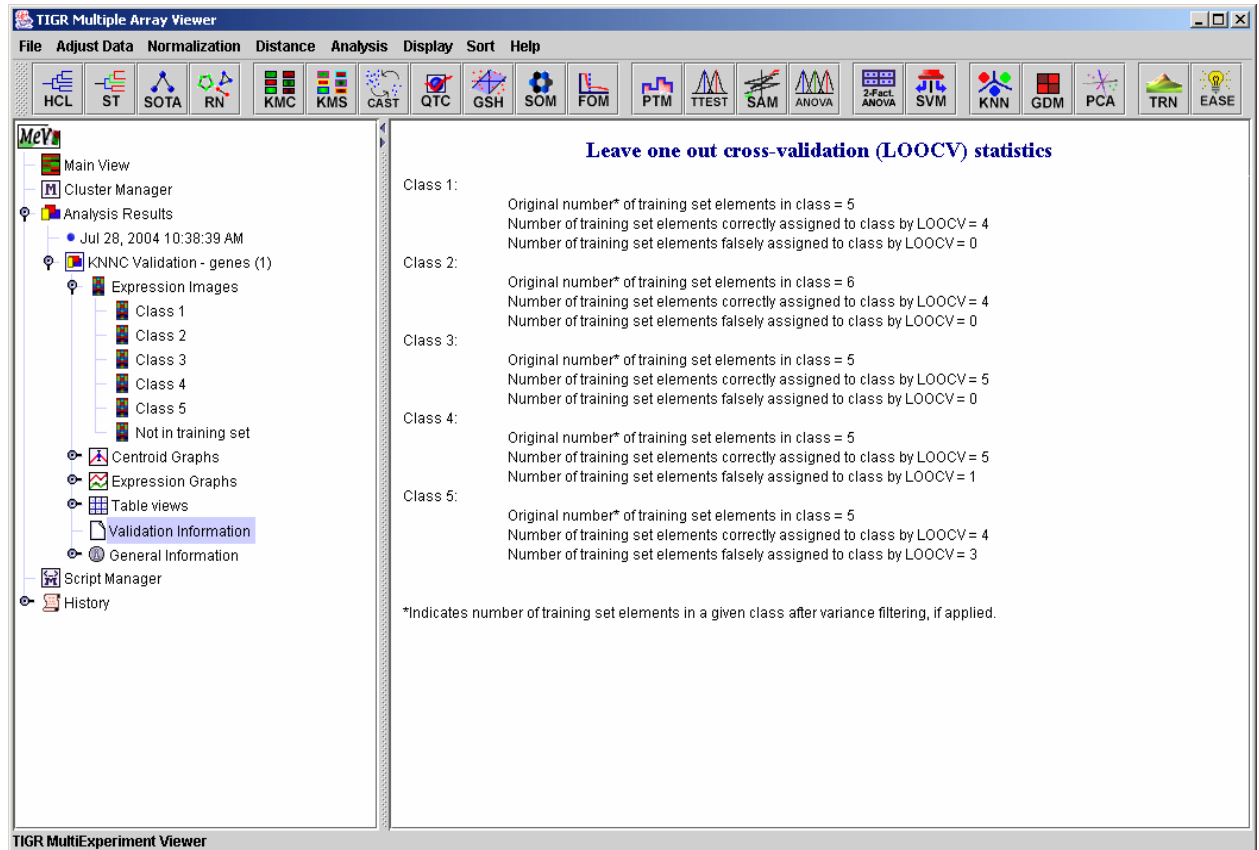 TIGR Multiple Array Viewer
File Adjust Data Normalization Distance Analysis Display Sort Help
HCL ST SOTA RN KMC KMS CAST QTC GSH SOM FOM PTM TTEST SAM ANOVA 2-Fact. ANOVA SVM KNN GDM PCA TRN EASE
MeV
Main View
M Cluster Manager
Analysis Results
Jul 28, 2004 10:38:39 AM
KNNC Validation - genes (1)
Expression Images
Class 1
Class 2
Class 3
Class 4
Class 5
Not in training set
Centroid Graphs
Expression Graphs
Table views
Validation Information
General Information
Script Manager
History
Leave one out cross-validation (LOOCV) statistics
Class 1:
Original number* of training set elements in class = 5
Number of training set elements correctly assigned to class by LOOCV = 4
Number of training set elements falsely assigned to class by LOOCV = 0
Class 2:
Original number* of training set elements in class = 6
Number of training set elements correctly assigned to class by LOOCV = 4
Number of training set elements falsely assigned to class by LOOCV = 0
Class 3:
Original number* of training set elements in class = 5
Number of training set elements correctly assigned to class by LOOCV = 5
Number of training set elements falsely assigned to class by LOOCV = 0
Class 4:
Original number* of training set elements in class = 5
Number of training set elements correctly assigned to class by LOOCV = 5
Number of training set elements falsely assigned to class by LOOCV = 1
Class 5:
Original number* of training set elements in class = 5
Number of training set elements correctly assigned to class by LOOCV = 4
Number of training set elements falsely assigned to class by LOOCV = 3
*Indicates number of training set elements in a given class after variance filtering, if applied.
TIGR MultiExperiment Viewer